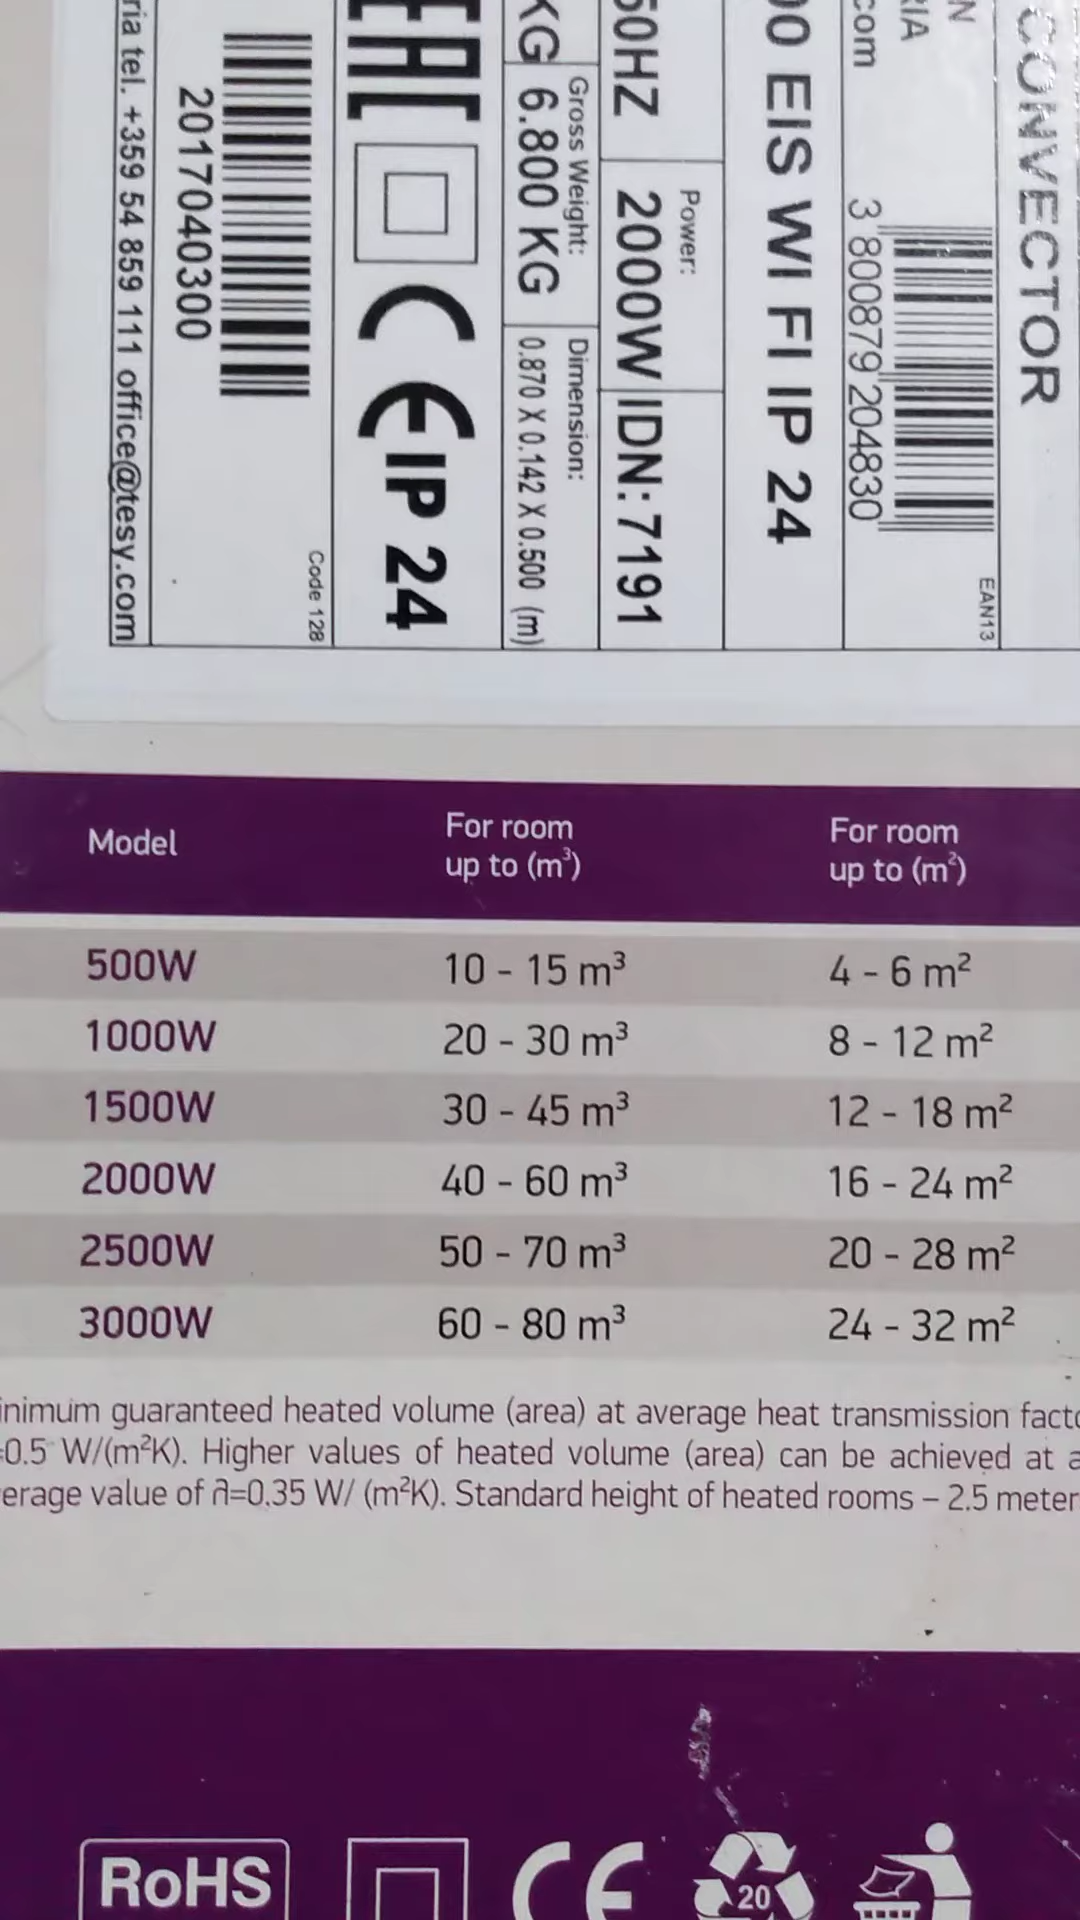 CONVECTOR
EAN13
3 800879 204830
com
00 EIS WI FI IP 24
50HZ
Power:
2000W
IDN: 7191
KG
Gross Weight:
6.800 KG
Dimension:
0.870 X 0.142 X 0.500 (m)
EAC
CE IP 24
Code 128
2017040300
ria tel. +359 54 859 111 office@tesy.com
Model
For room
up to (m³)
For room
up to (m²)
500W 10 - 15 m³ 4 - 6 m²
1000W 20 - 30 m³ 8 - 12 m²
1500W 30 - 45 m³ 12 - 18 m²
2000W 40 - 60 m³ 16 - 24 m²
2500W 50 - 70 m³ 20 - 28 m²
3000W 60 - 80 m³ 24 - 32 m²
inimum guaranteed heated volume (area) at average heat transmission facto
=0.5 W/(m²K). Higher values of heated volume (area) can be achieved at a
erage value of λ=0.35 W/ (m²K). Standard height of heated rooms – 2.5 meter
RoHS
CE
20